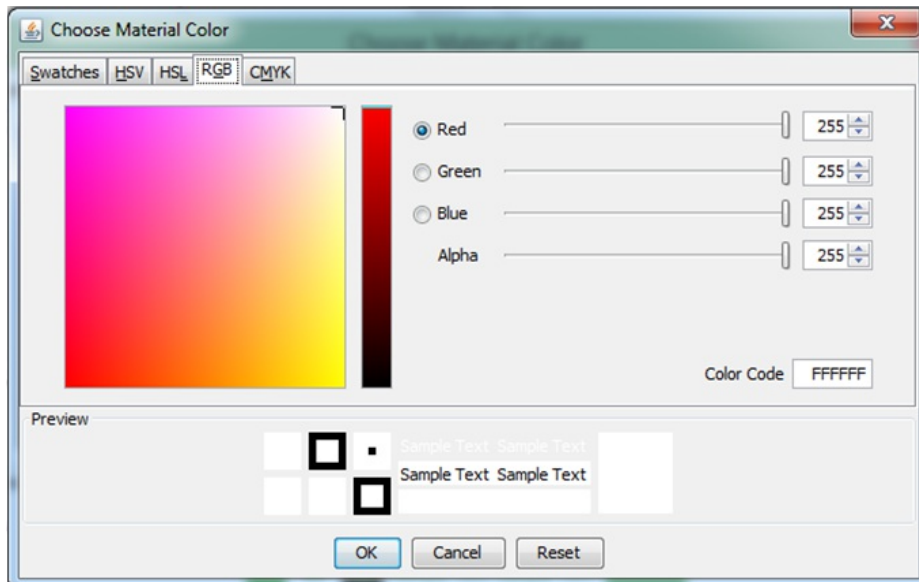 Choose Material Color
Swatches HSV HSL RGB CMYK
Red 255
Green 255
Blue 255
Alpha 255
Color Code FFFFFF
Preview
Sample Text Sample Text
Sample Text Sample Text
OK Cancel Reset